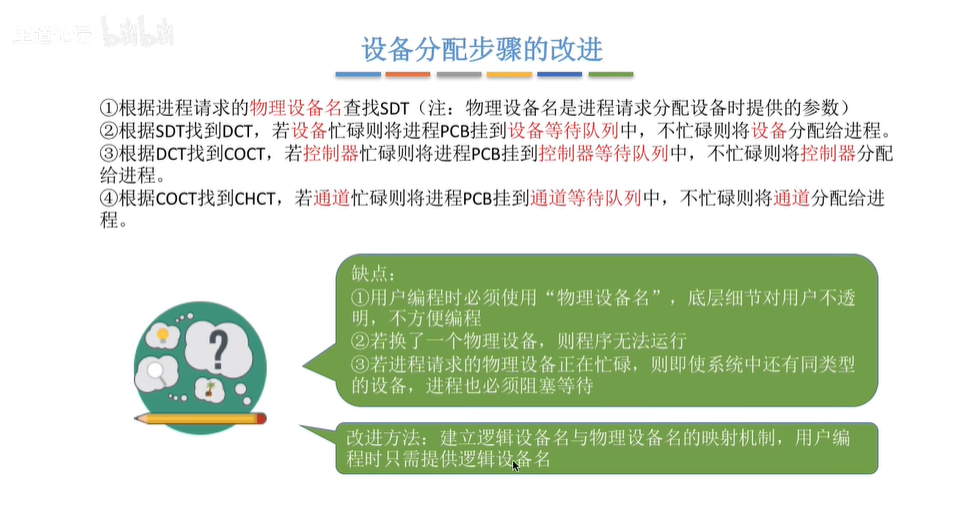 bilibili
设备分配步骤的改进
①根据进程请求的物理设备名查找SDT（注：物理设备名是进程请求分配设备时提供的参数）
②根据SDT找到DCT，若设备忙碌则将进程PCB挂到设备等待队列中，不忙碌则将设备分配给进程。
③根据DCT找到COCT，若控制器忙碌则将进程PCB挂到控制器等待队列中，不忙碌则将控制器分配
给进程。
④根据COCT找到CHCT，若通道忙碌则将进程PCB挂到通道等待队列中，不忙碌则将通道分配给进
程。
缺点：
①用户编程时必须使用“物理设备名”，底层细节对用户不透
明，不方便编程
②若换了一个物理设备，则程序无法运行
③若进程请求的物理设备正在忙碌，则即使系统中还有同类型
的设备，进程也必须阻塞等待
?
改进方法：建立逻辑设备名与物理设备名的映射机制，用户编
程时只需提供逻辑设备名